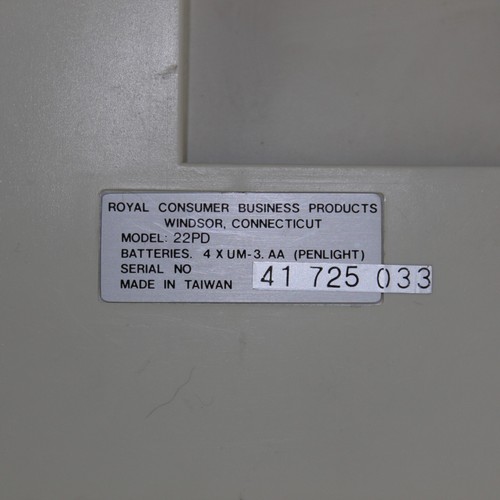 ROYAL CONSUMER BUSINESS PRODUCTS
WINDSOR, CONNECTICUT
MODEL: 22PD
BATTERIES. 4 X UM-3. AA (PENLIGHT)
SERIAL NO 41 725 033
MADE IN TAIWAN